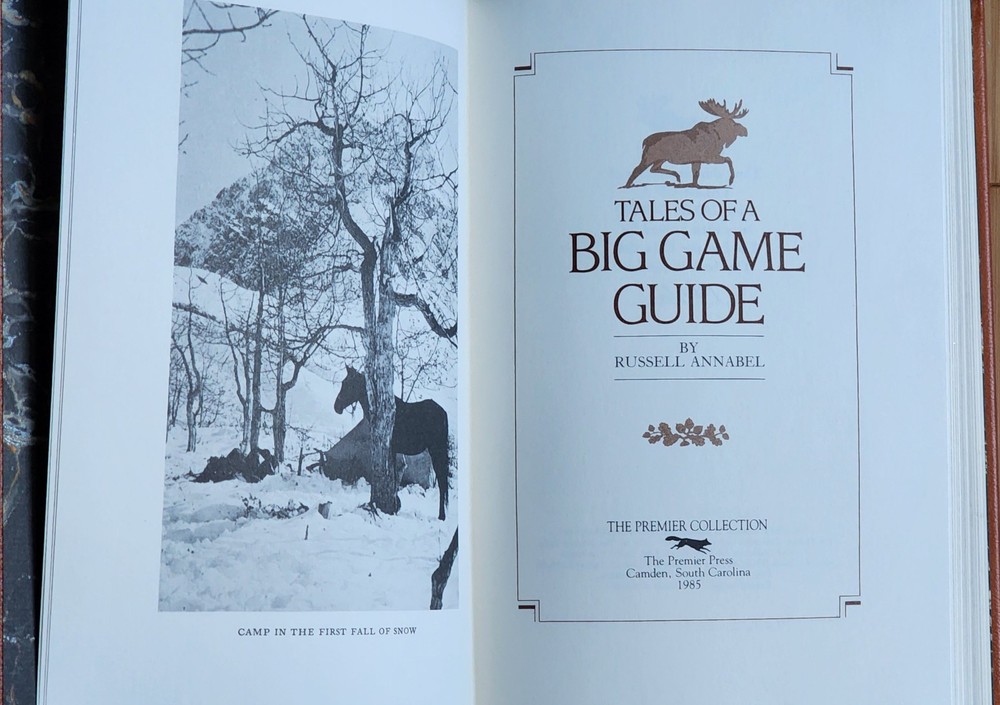 CAMP IN THE FIRST FALL OF SNOW
TALES OF A
BIG GAME
GUIDE
BY
RUSSELL ANNABEL
THE PREMIER COLLECTION
The Premier Press
Camden, South Carolina
1985